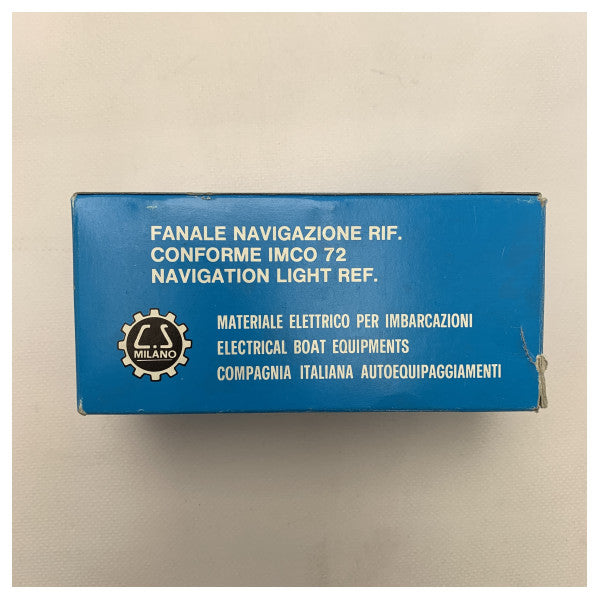 FANALE NAVIGAZIONE RIF.
CONFORME IMCO 72
NAVIGATION LIGHT REF.
C.S
MILANO
MATERIALE ELETTRICO PER IMBARCAZIONI
ELECTRICAL BOAT EQUIPMENTS
COMPAGNIA ITALIANA AUTOEQUIPAGGIAMENTI